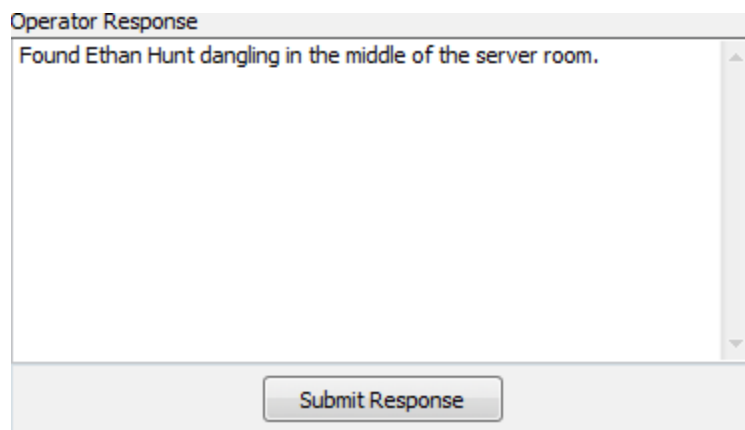 Operator Response
Found Ethan Hunt dangling in the middle of the server room.
Submit Response